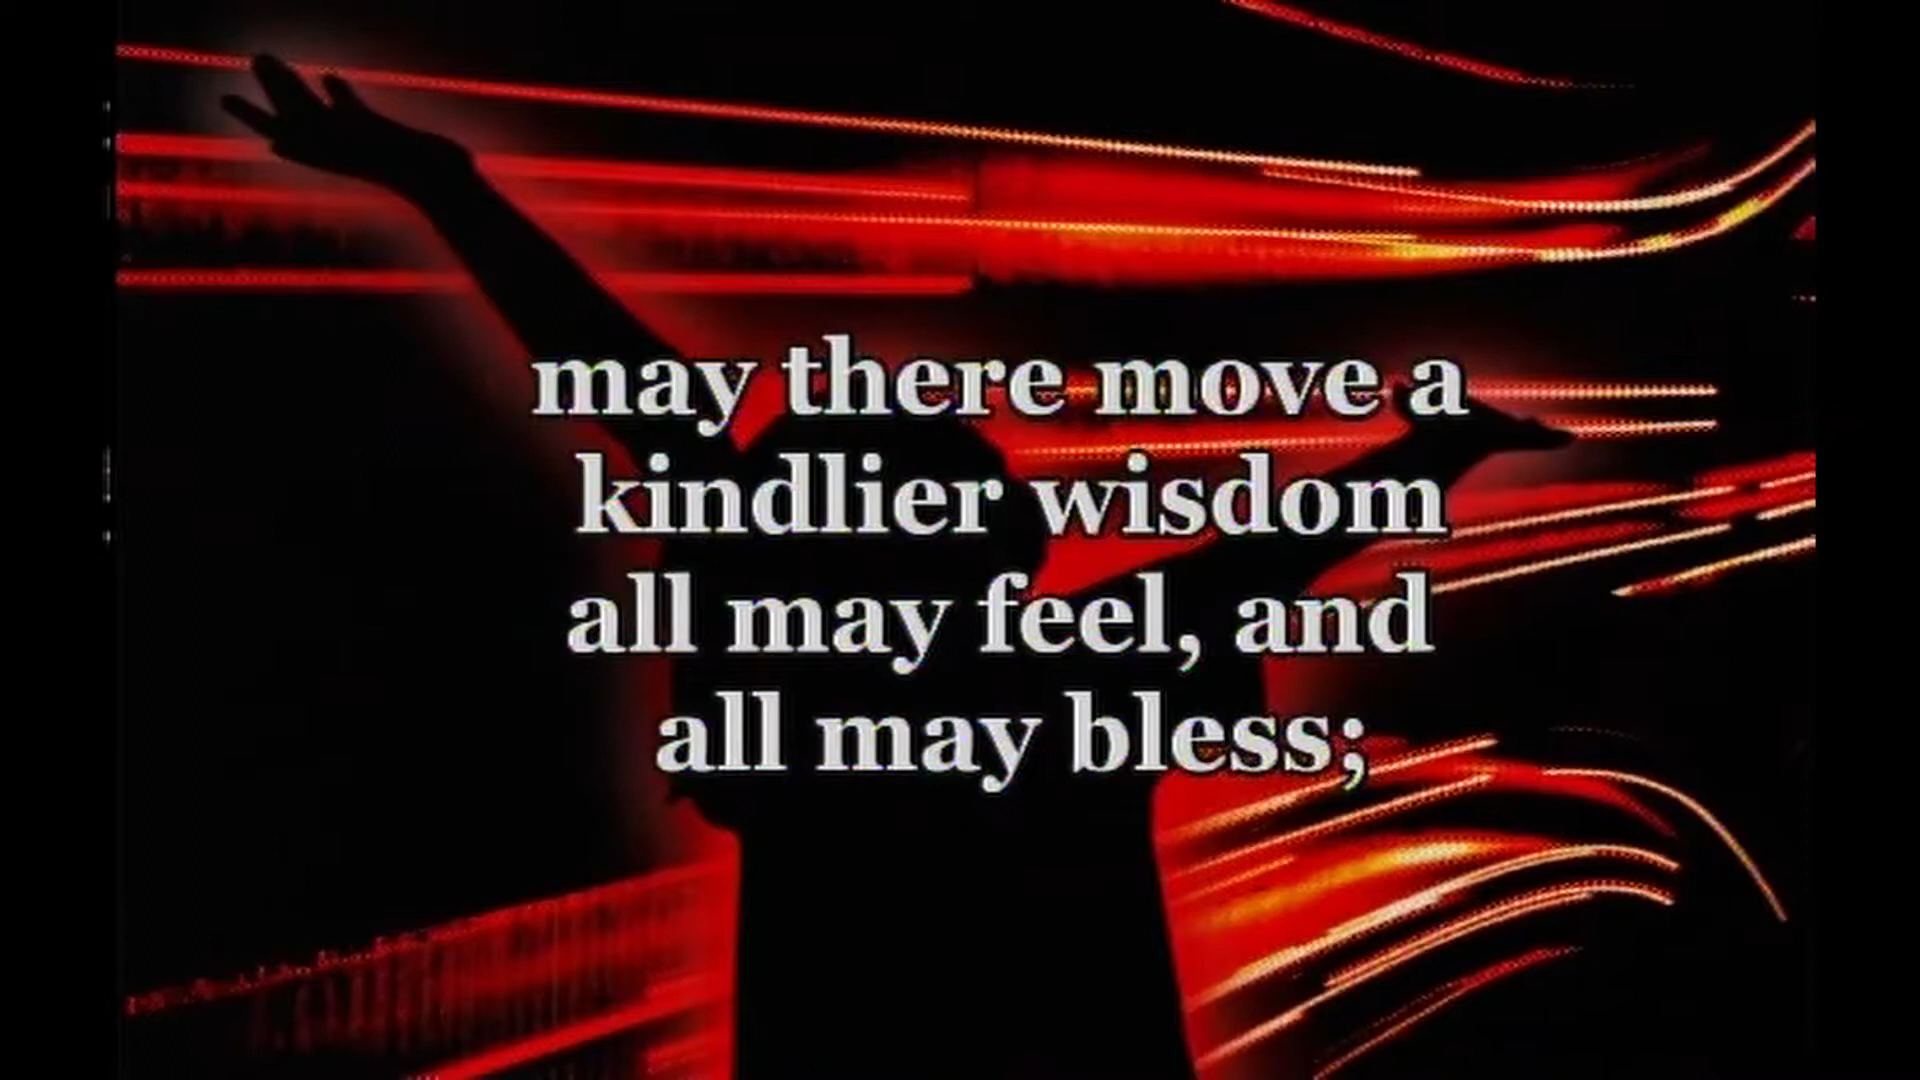 may there move a
kindlier wisdom
all may feel, and
all may bless;